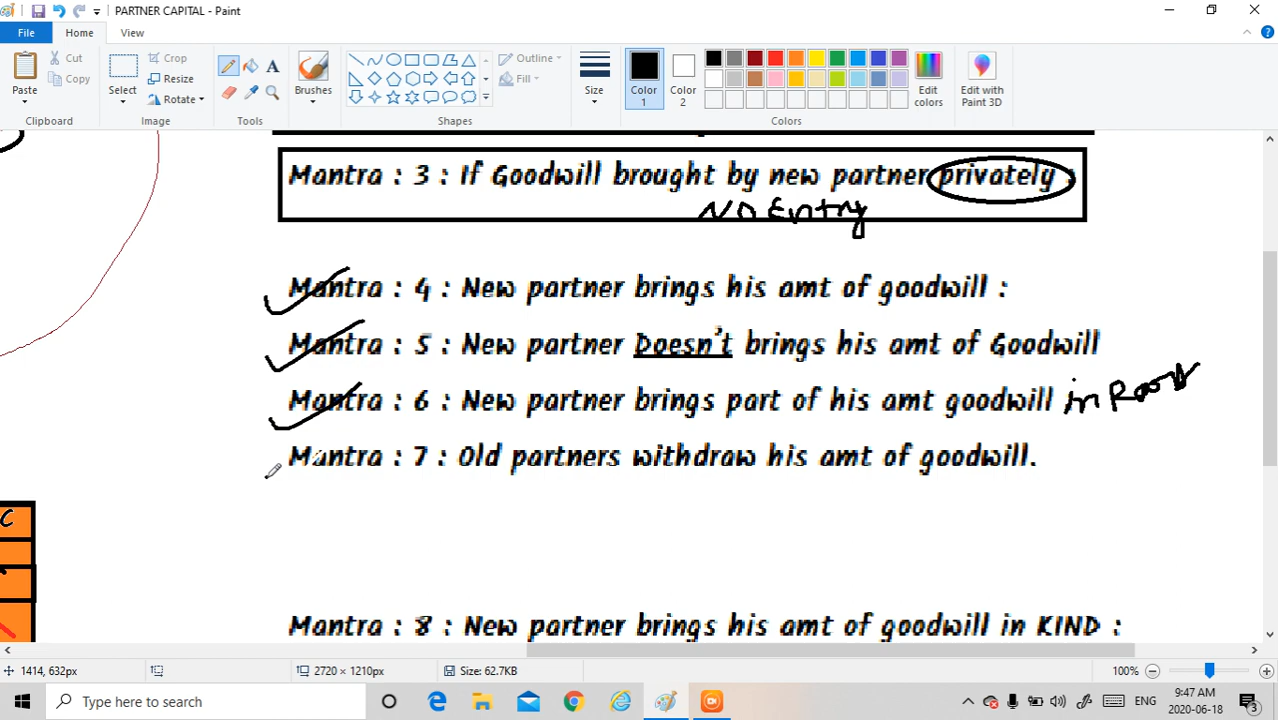 PARTNER CAPITAL - Paint
File Home View
Paste Cut Copy
Clipboard
Select Crop Resize Rotate
Image
Tools
Brushes
Outline Fill
Shapes
Size
Color 1 Color 2
Edit colors
Colors
Edit with Paint 3D
Mantra : 3 : If Goodwill brought by new partner privately :
NO Entry
Mantra : 4 : New partner brings his amt of goodwill :
Mantra : 5 : New partner Doesn't brings his amt of Goodwill
Mantra : 6 : New partner brings part of his amt goodwill in
Mantra : 7 : Old partners withdraw his amt of goodwill.
C
Mantra : 8 : New partner brings his amt of goodwill in KIND :
1414, 632px 2720 × 1210px Size: 62.7KB 100%
Type here to search
ENG
9:47 AM
2020-06-18
3